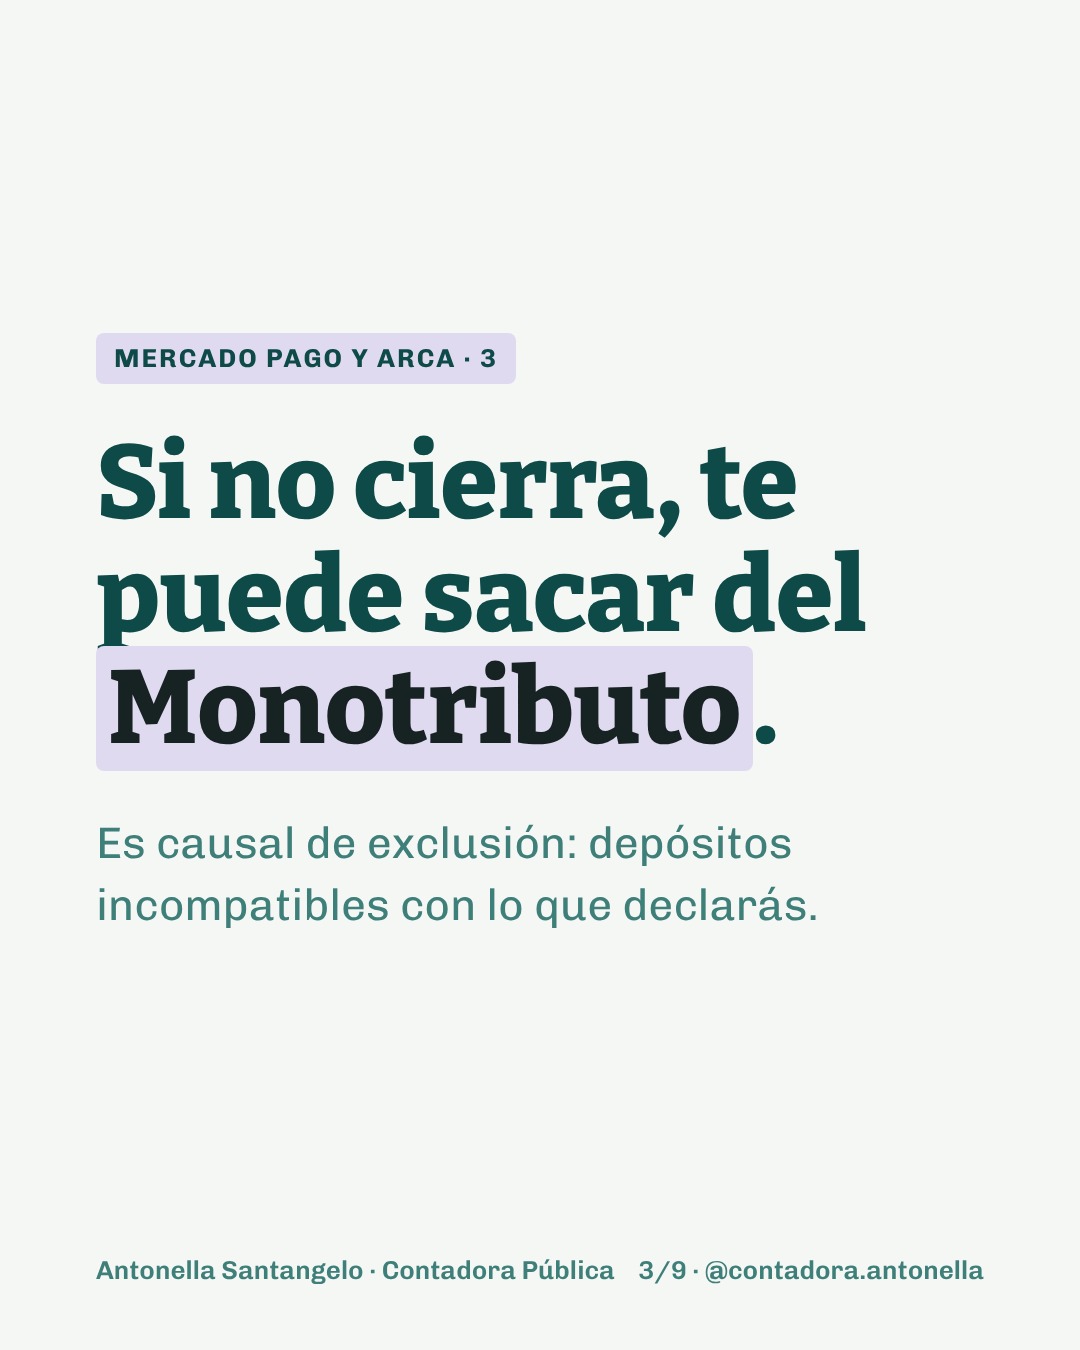 MERCADO PAGO Y ARCA · 3
Si no cierra, te
puede sacar del
Monotributo.
Es causal de exclusión: depósitos
incompatibles con lo que declarás.
Antonella Santangelo · Contadora Pública 3/9 · @contadora.antonella